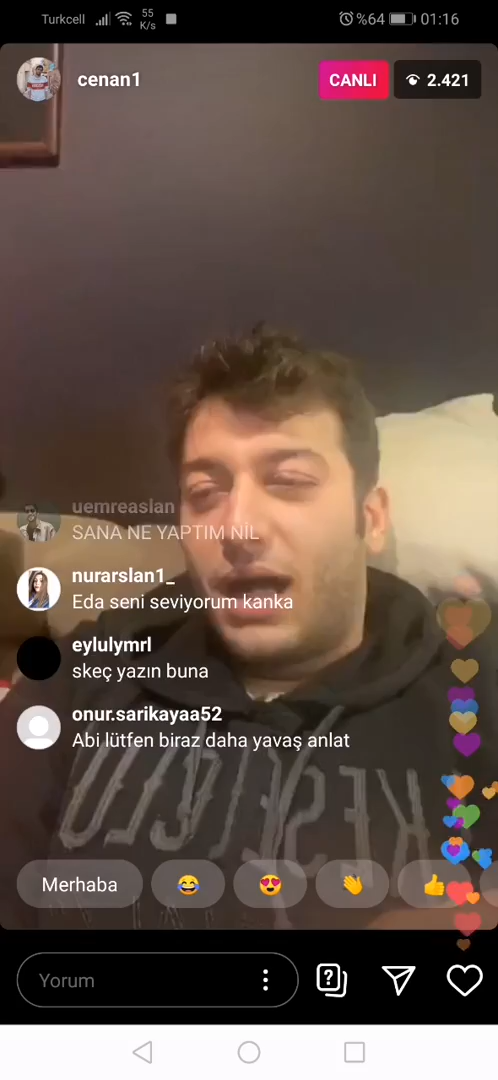 Turkcell 55 K/s %64 01:16
cenan1 CANLI 2.421
uemreaslan
SANA NE YAPTIM NİL
nurarslan1_
Eda seni seviyorum kanka
eylulymrl
skeç yazın buna
onur.sarikayaa52
Abi lütfen biraz daha yavaş anlat
Merhaba
Yorum